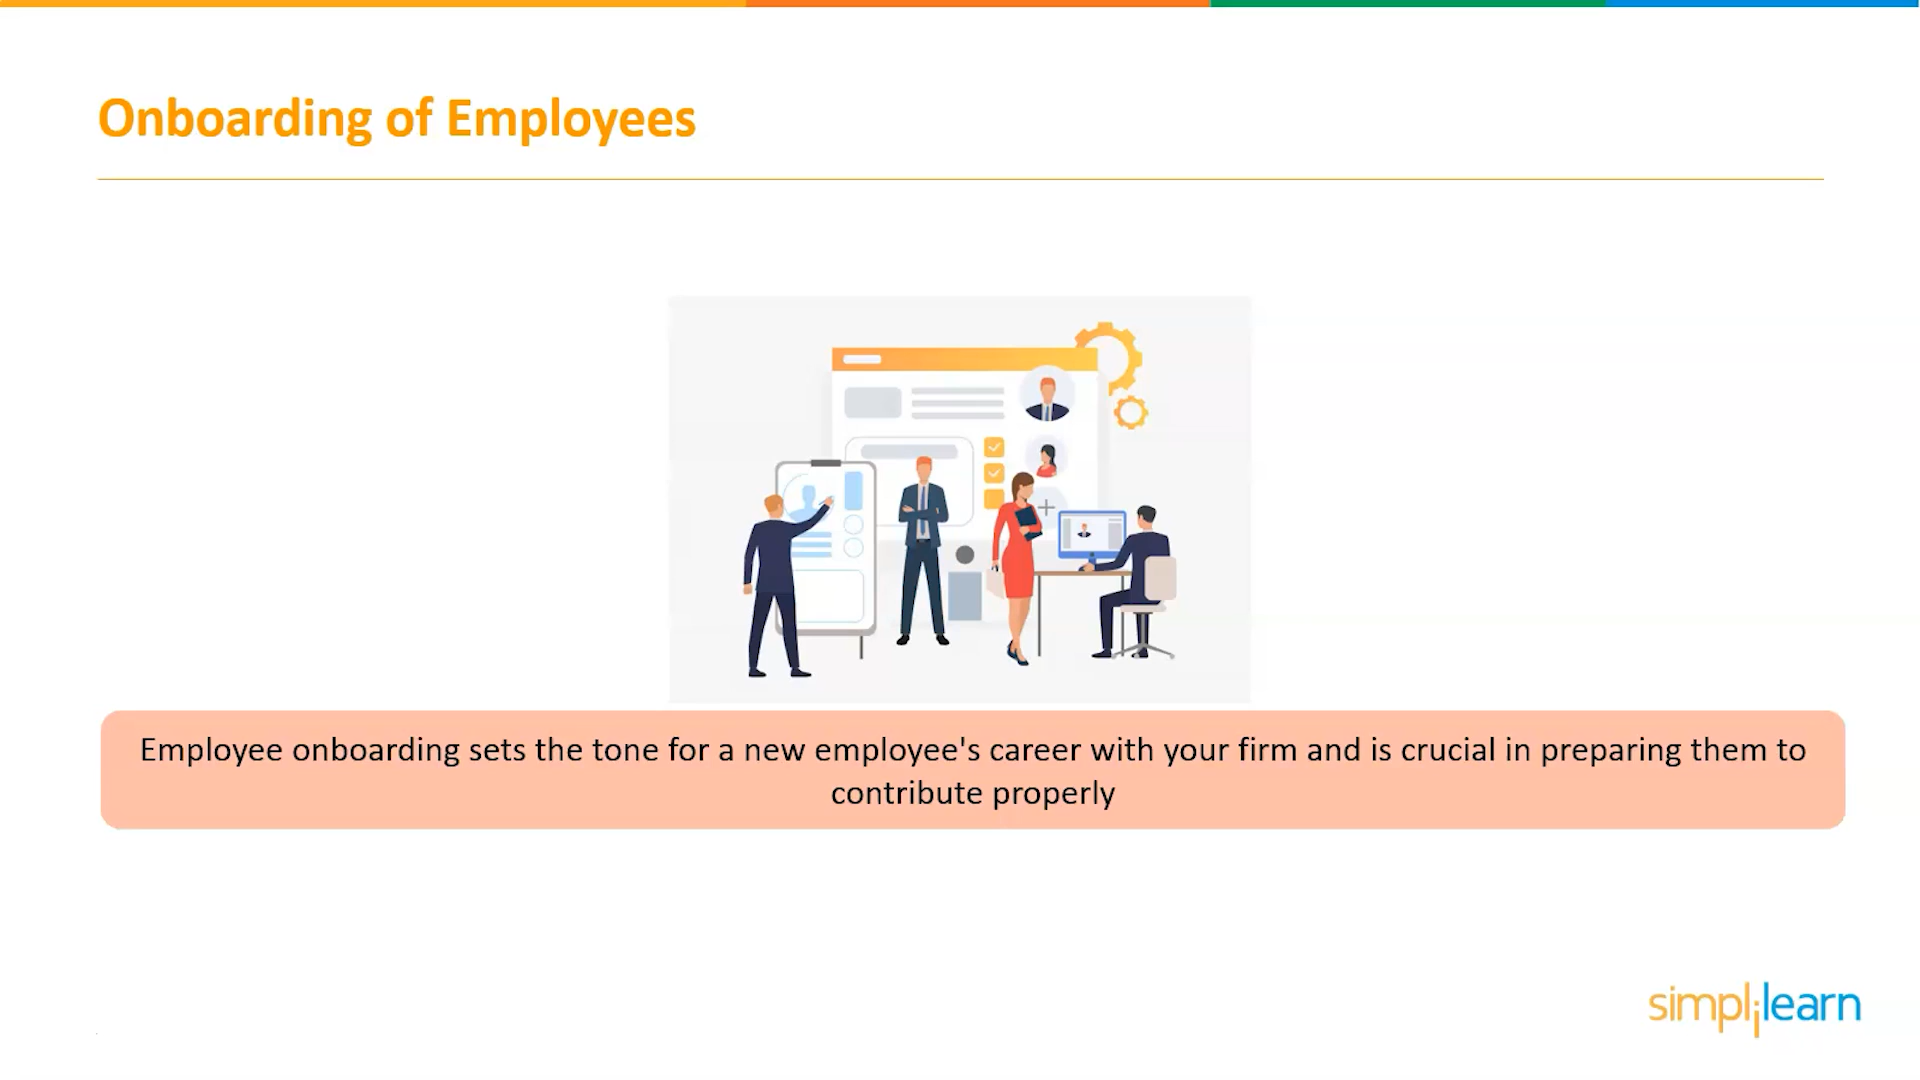 Onboarding of Employees
Employee onboarding sets the tone for a new employee's career with your firm and is crucial in preparing them to
contribute properly
simplilearn